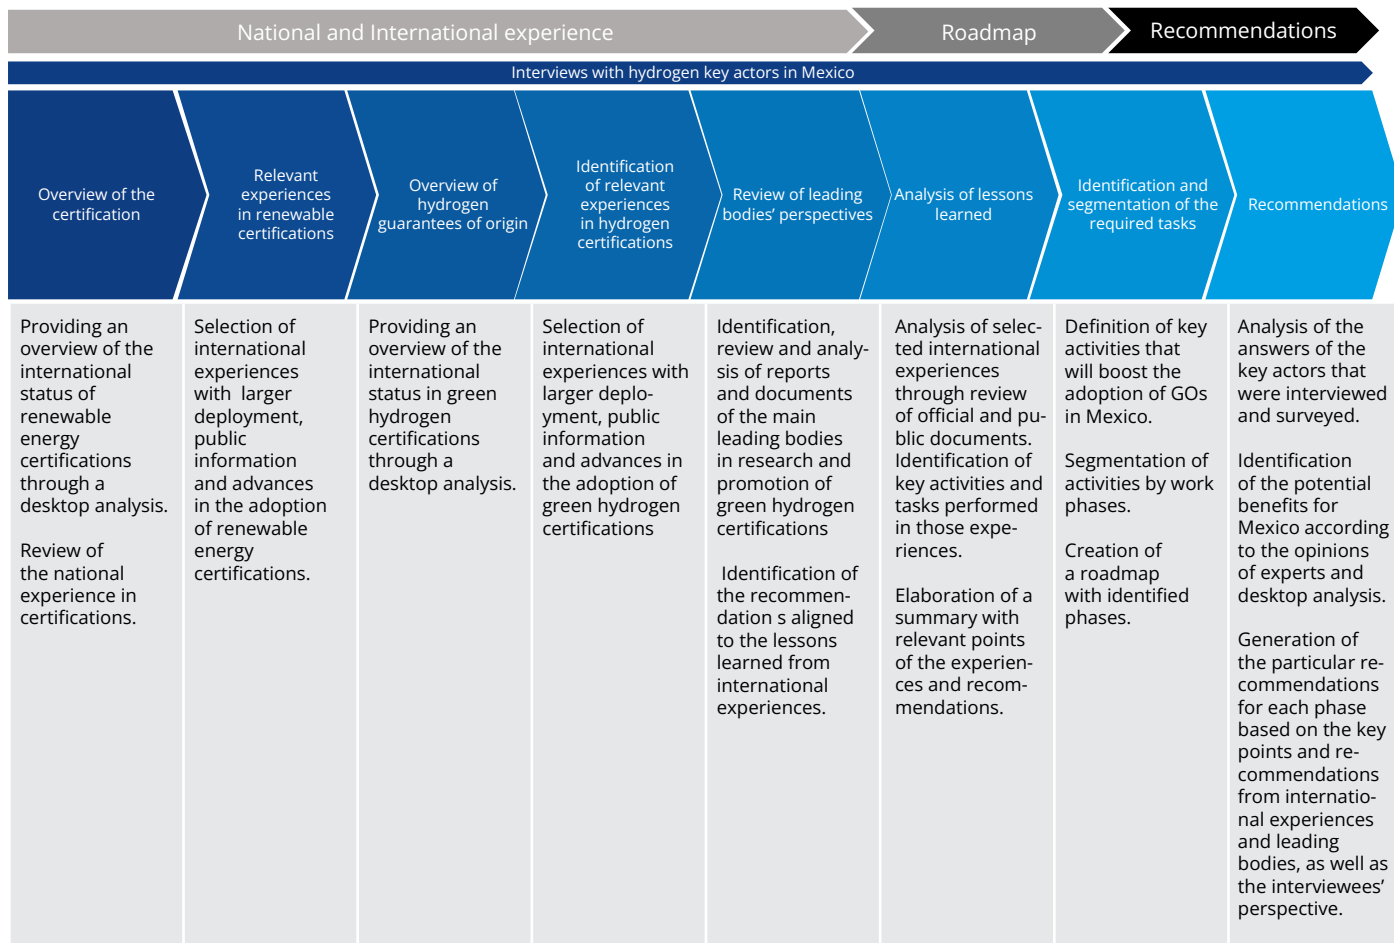 National and International experience
Roadmap
Recommendations
Interviews with hydrogen key actors in Mexico
Overview of the
certification
Relevant
experiences
in renewable
certifications
Overview of
hydrogen
guarantees of origin
Identification
of relevant
experiences
in hydrogen
certifications
Review of leading
bodies’ perspectives
Analysis of lessons
learned
Identification and
segmentation of the
required tasks
Recommendations
Providing an
overview of the
international
status of
renewable
energy
certifications
through a
desktop analysis.
Review of
the national
experience in
certifications.
Selection of
international
experiences
with larger
deployment,
public
information
and advances
in the adoption
of renewable
energy
certifications.
Providing an
overview of the
international
status in green
hydrogen
certifications
through a
desktop analysis.
Selection of
international
experiences with
larger deplo-
yment, public
information
and advances in
the adoption of
green hydrogen
certifications
Identification,
review and analy-
sis of reports
and documents
of the main
leading bodies
in research and
promotion of
green hydrogen
certifications
Identification of
the recommen-
dation s aligned
to the lessons
learned from
international
experiences.
Analysis of selec-
ted international
experiences
through review
of official and pu-
blic documents.
Identification of
key activities and
tasks performed
in those expe-
riences.
Elaboration of a
summary with
relevant points
of the experien-
ces and recom-
mendations.
Definition of key
activities that
will boost the
adoption of GOs
in Mexico.
Segmentation of
activities by work
phases.
Creation of
a roadmap
with identified
phases.
Analysis of the
answers of the
key actors that
were interviewed
and surveyed.
Identification
of the potential
benefits for
Mexico according
to the opinions
of experts and
desktop analysis.
Generation of
the particular re-
commendations
for each phase
based on the key
points and re-
commendations
from internatio-
nal experiences
and leading
bodies, as well as
the interviewees’
perspective.